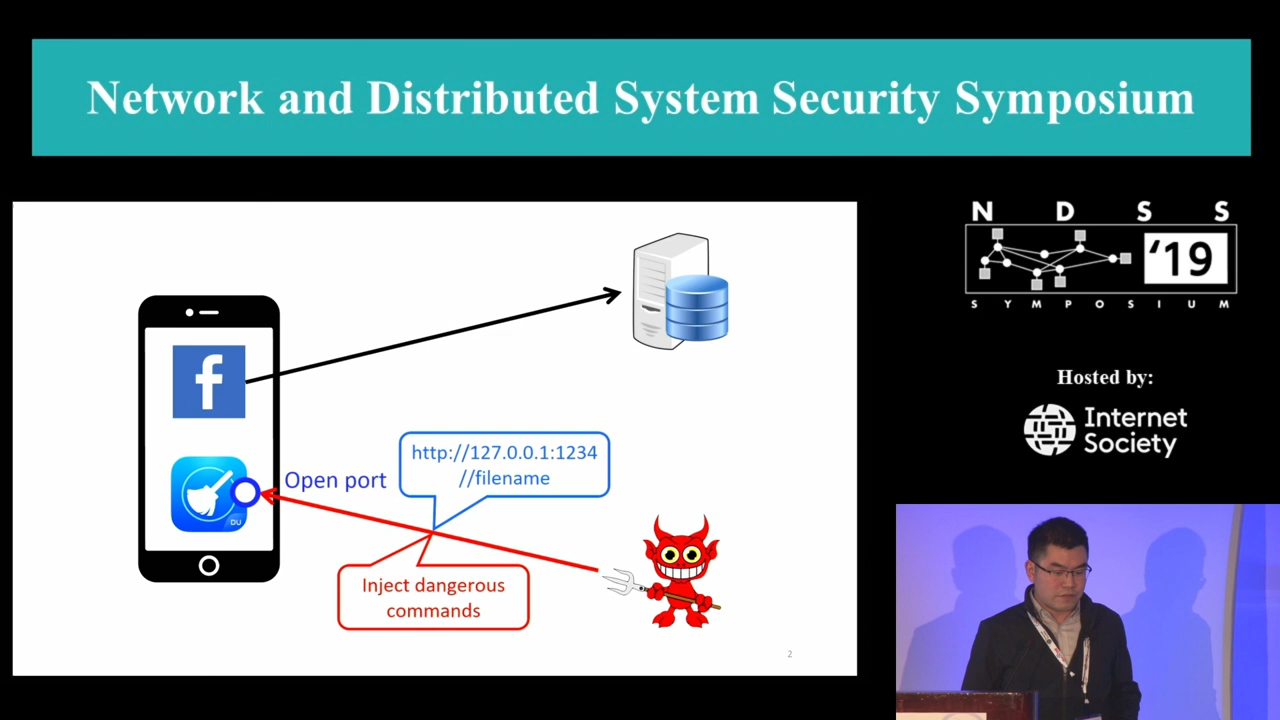 Network and Distributed System Security Symposium
N D S S
'19
S Y M P O S I U M
Hosted by:
Internet
Society
f
Open port
http://127.0.0.1:1234
//filename
DU
Inject dangerous
commands
2